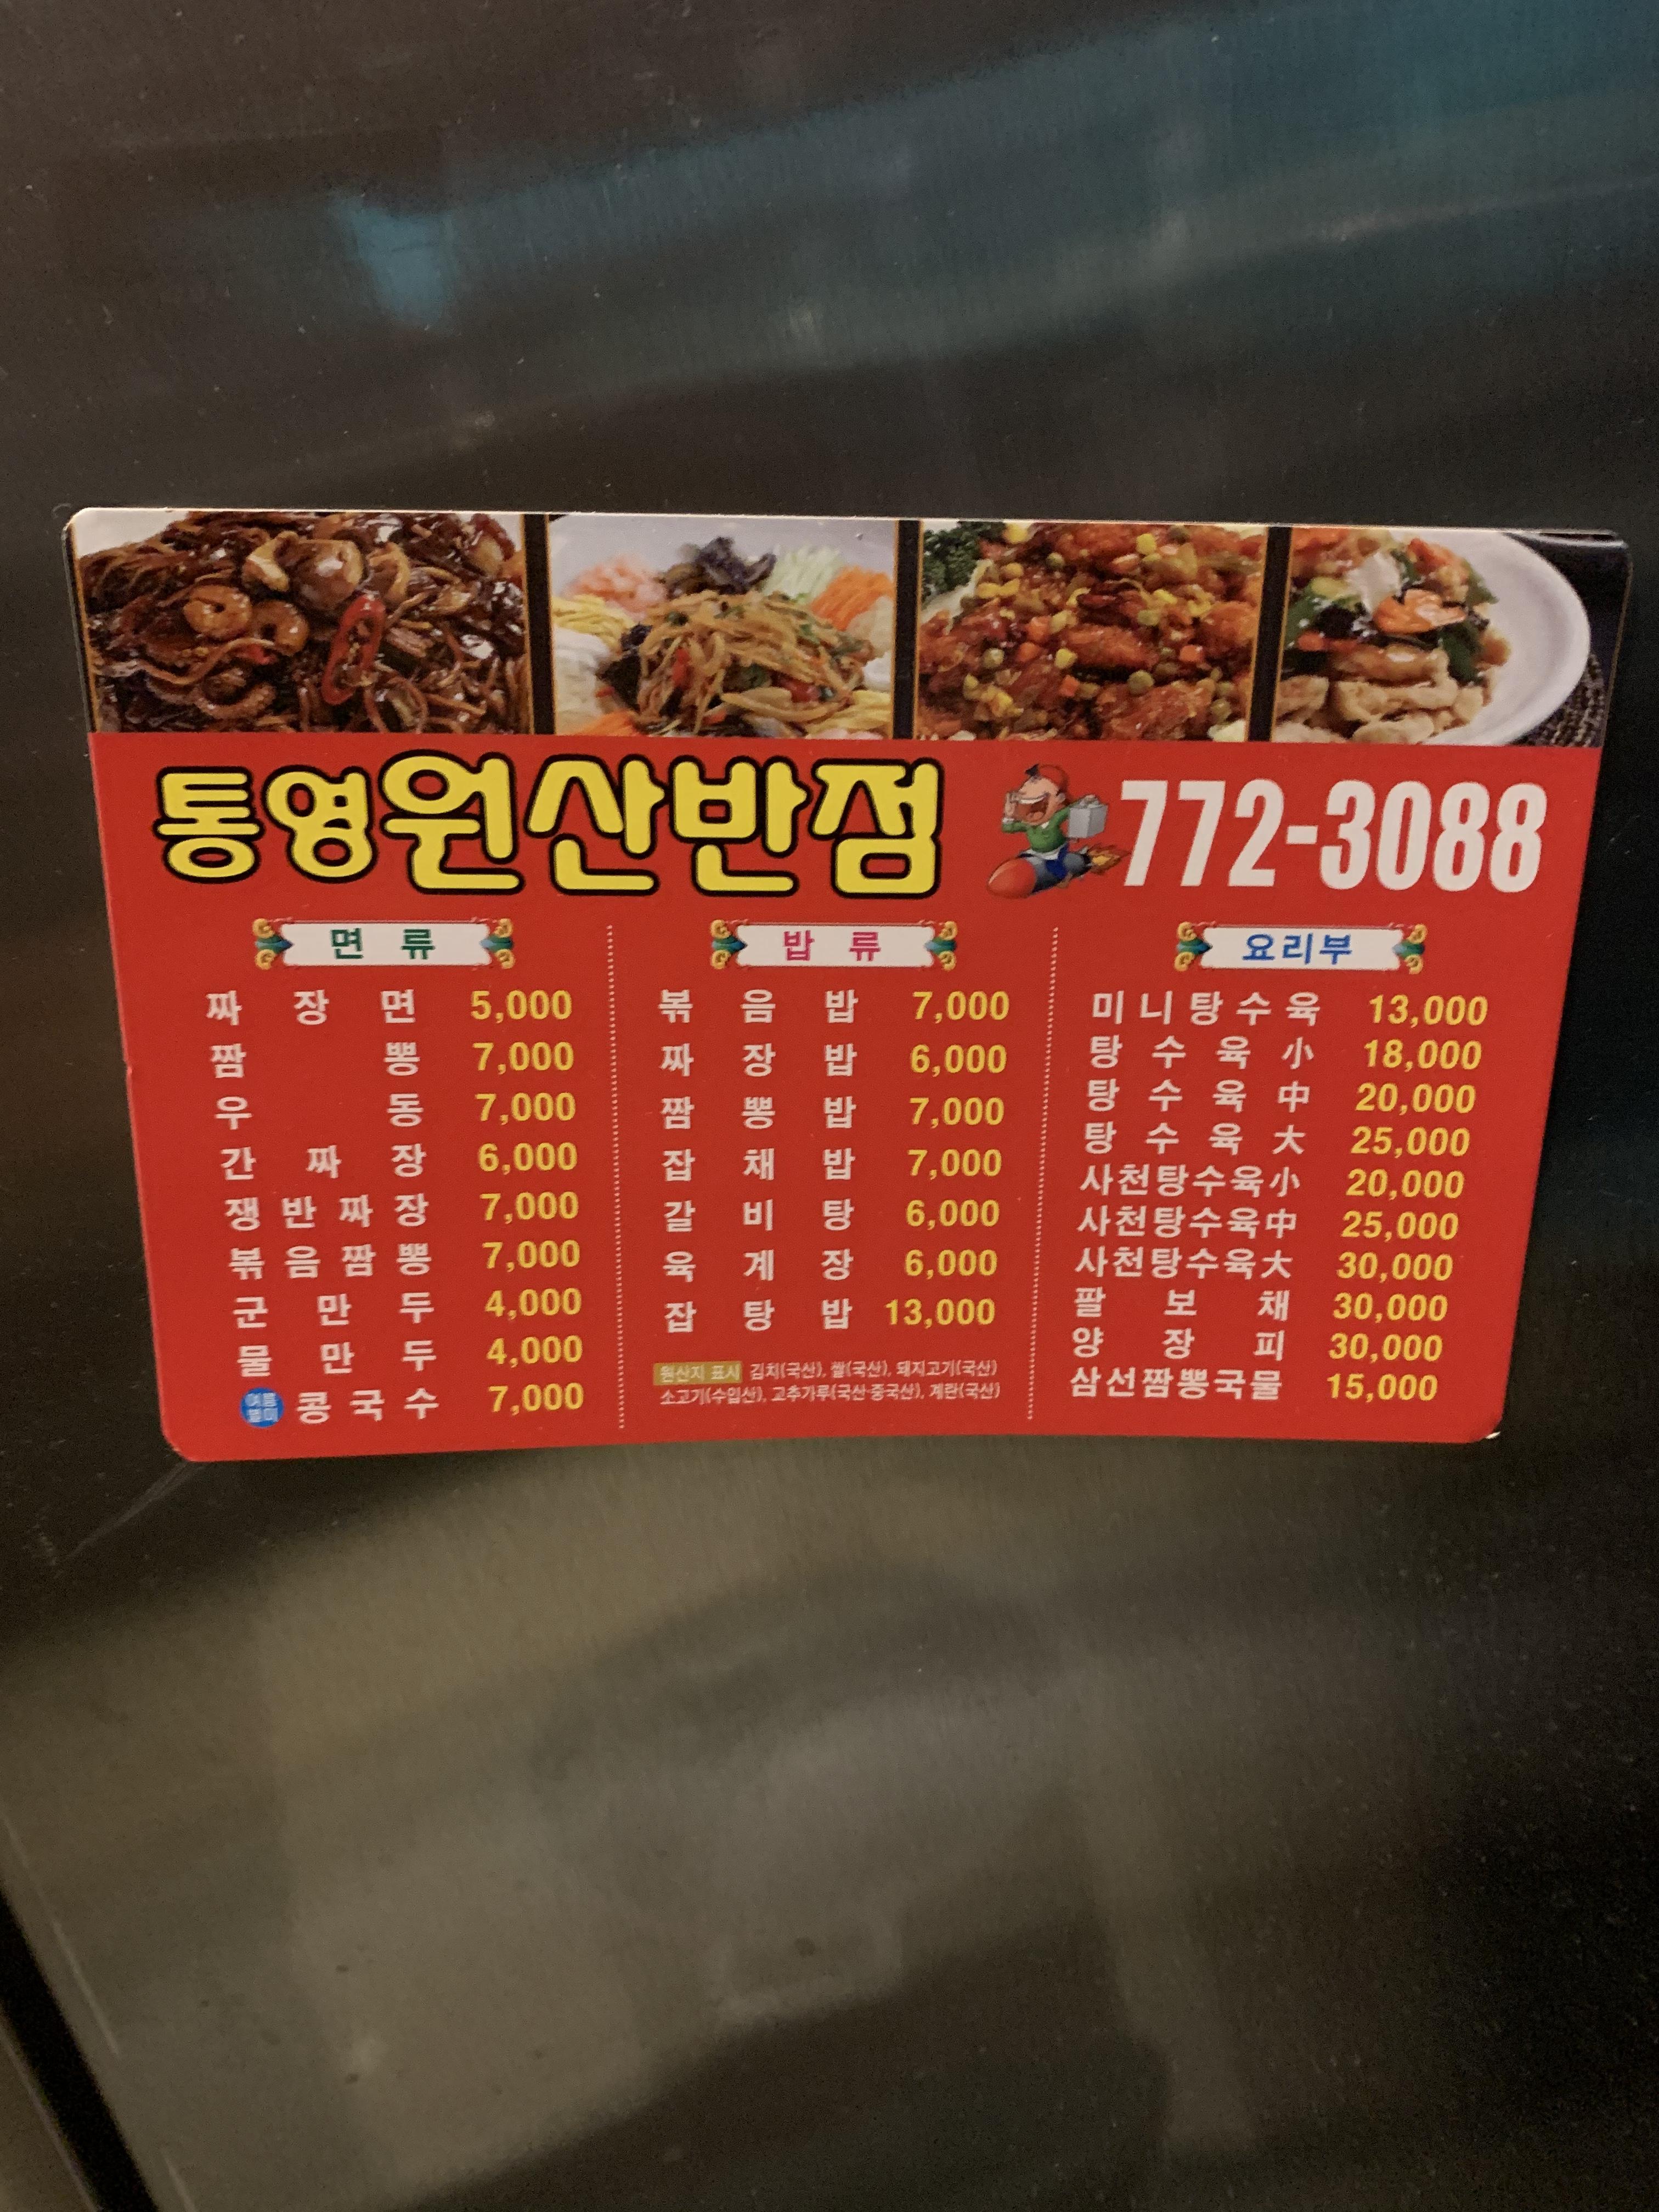 통영원산반점 772-3088
면 류
짜 장 면 5,000
짬 뽕 7,000
우 동 7,000
간 짜 장 6,000
쟁 반 짜 장 7,000
볶 음 짬 뽕 7,000
군 만 두 4,000
물 만 두 4,000
여름별미 콩 국 수 7,000
밥 류
볶 음 밥 7,000
짜 장 밥 6,000
짬 뽕 밥 7,000
잡 채 밥 7,000
갈 비 탕 6,000
육 계 장 6,000
잡 탕 밥 13,000
원산지 표시 김치(국산), 쌀(국산), 돼지고기(국산)
소고기(수입산), 고추가루(국산·중국산), 계란(국산)
요리부
미 니 탕 수 육 13,000
탕 수 육 小 18,000
탕 수 육 中 20,000
탕 수 육 大 25,000
사천탕수육小 20,000
사천탕수육中 25,000
사천탕수육大 30,000
팔 보 채 30,000
양 장 피 30,000
삼선짬뽕국물 15,000